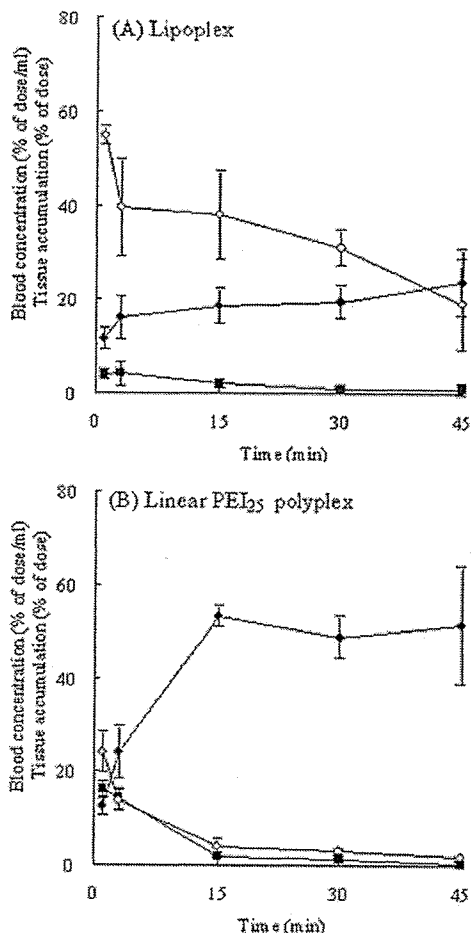 (A) Lipoplex
Blood concentration (% of dose/ml)
Tissue accumulation (% of dose)
80
60
40
20
0
0 15 30 45
Time (min)
(B) Linear PEI25 polyplex
Blood concentration (% of dose/ml)
Tissue accumulation (% of dose)
80
60
40
20
0
0 15 30 45
Time (min)